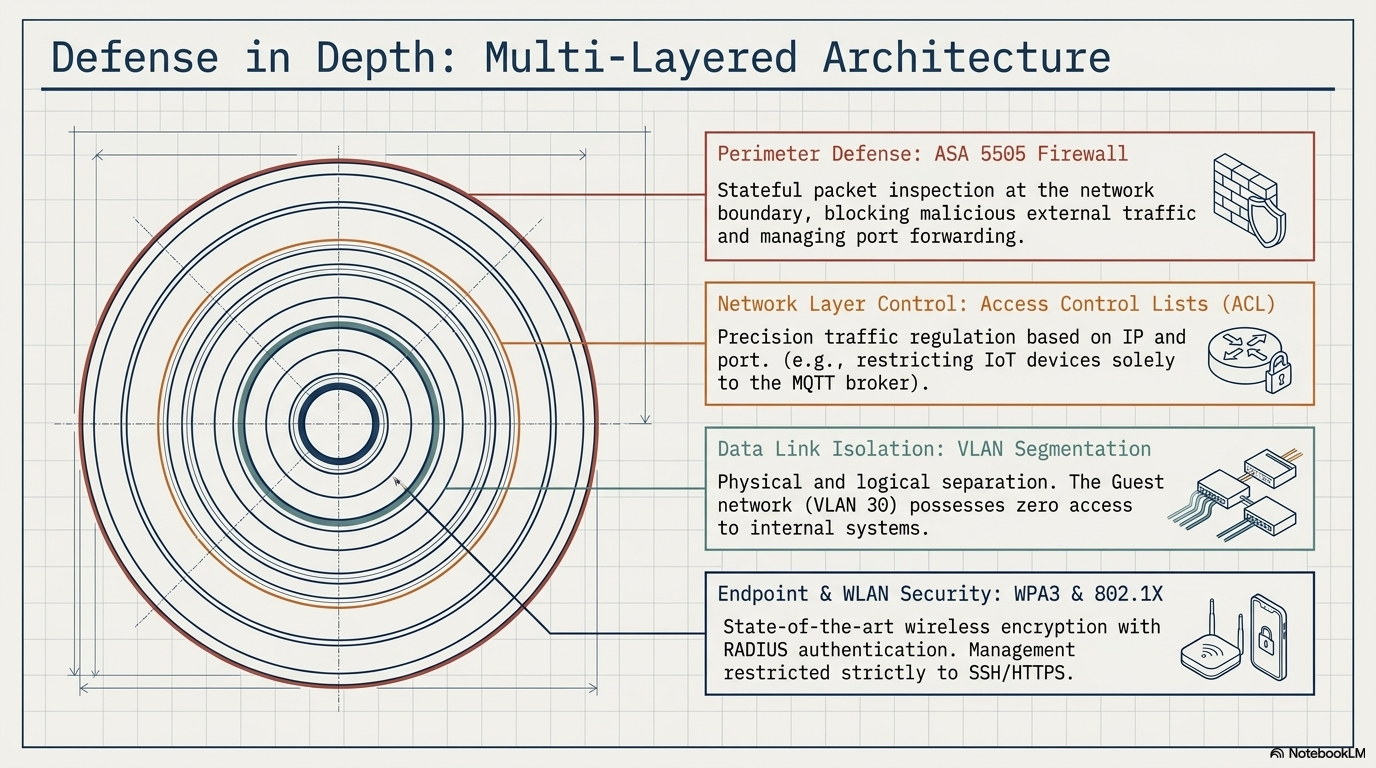 Defense in Depth: Multi-Layered Architecture
Perimeter Defense: ASA 5505 Firewall
Stateful packet inspection at the network
boundary, blocking malicious external traffic
and managing port forwarding.
Network Layer Control: Access Control Lists (ACL)
Precision traffic regulation based on IP and
port. (e.g., restricting IoT devices solely
to the MQTT broker).
Data Link Isolation: VLAN Segmentation
Physical and logical separation. The Guest
network (VLAN 30) possesses zero access
to internal systems.
Endpoint & WLAN Security: WPA3 & 802.1X
State-of-the-art wireless encryption with
RADIUS authentication. Management
restricted strictly to SSH/HTTPS.
NotebookLM